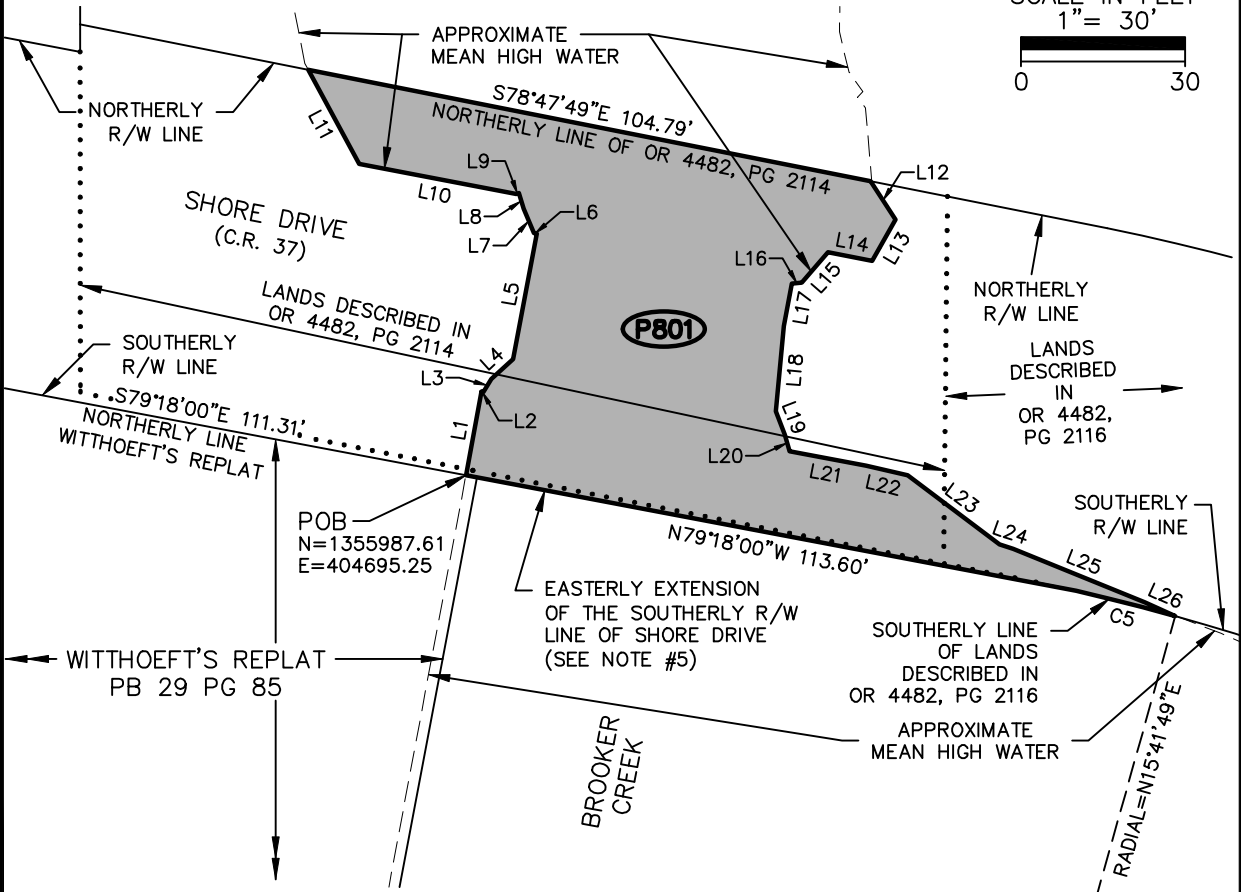 SCALE IN FEET
1"= 30'
0
30
APPROXIMATE
MEAN HIGH WATER
NORTHERLY
R/W LINE
L11
S78°47'49"E 104.79'
NORTHERLY LINE OF OR 4482, PG 2114
L9
L10
L8
L7
L6
L12
L13
L14
L15
L16
L17
SHORE DRIVE
(C.R. 37)
L5
LANDS DESCRIBED IN
OR 4482, PG 2114
P801
NORTHERLY
R/W LINE
LANDS
DESCRIBED
IN
OR 4482,
PG 2116
SOUTHERLY
R/W LINE
L4
L3
L2
L1
L18
L19
L20
L21
L22
L23
L24
L25
L26
S79°18'00"E 111.31'
NORTHERLY LINE
WITTHOEFT'S REPLAT
SOUTHERLY
R/W LINE
POB
N=1355987.61
E=404695.25
N79°18'00"W 113.60'
EASTERLY EXTENSION
OF THE SOUTHERLY R/W
LINE OF SHORE DRIVE
(SEE NOTE #5)
C5
SOUTHERLY LINE
OF LANDS
DESCRIBED IN
OR 4482, PG 2116
WITTHOEFT'S REPLAT
PB 29 PG 85
APPROXIMATE
MEAN HIGH WATER
BROOKER
CREEK
RADIAL=N15°41'49"E